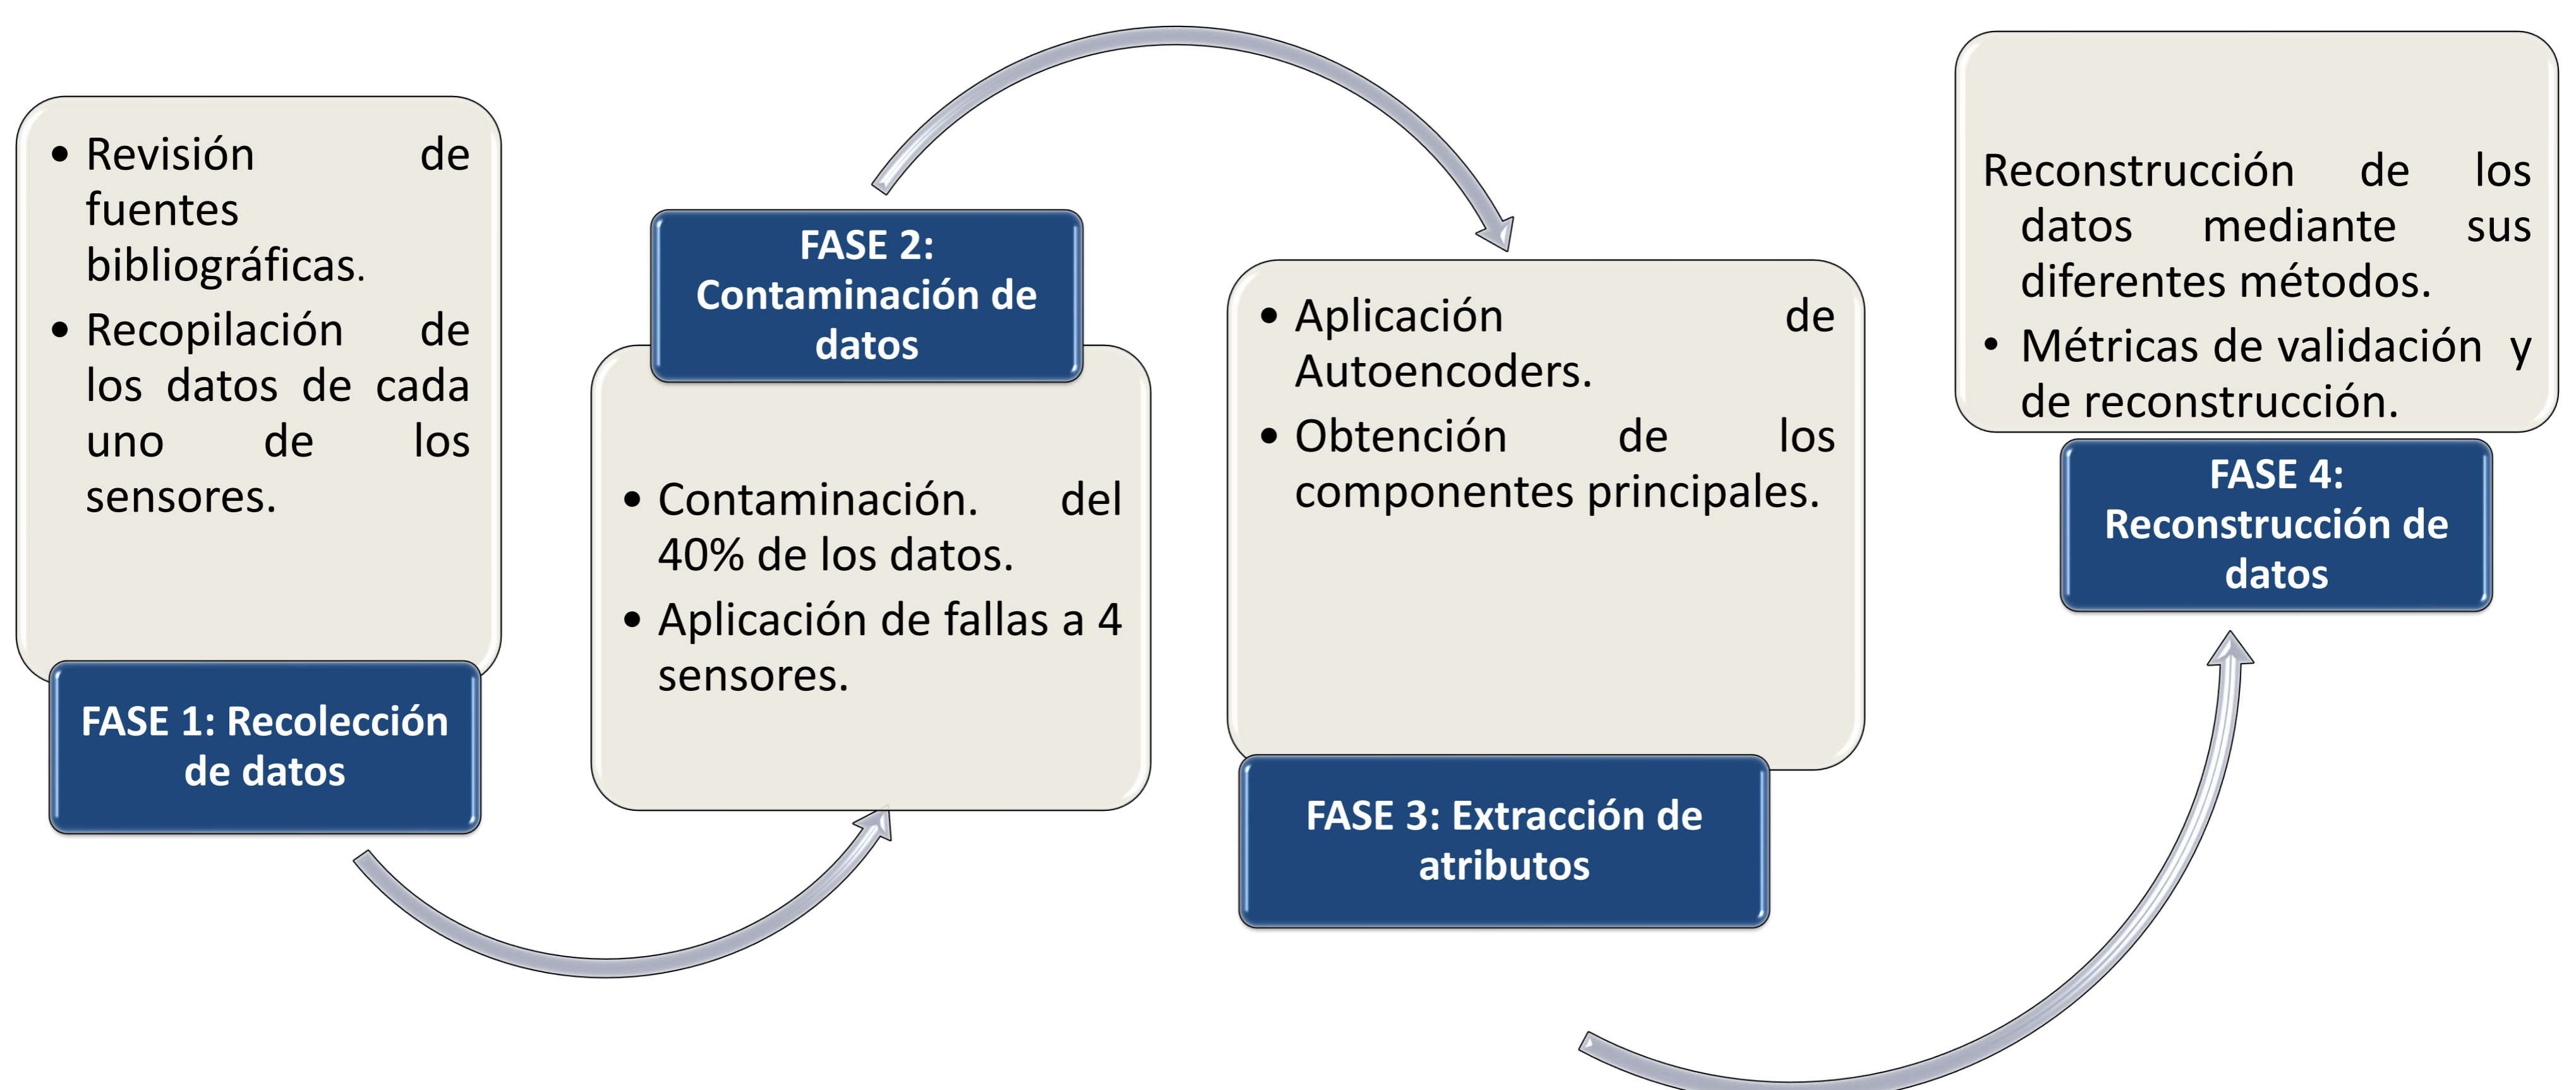 • Revisión de
fuentes
bibliográficas.
• Recopilación de
los datos de cada
uno de los
sensores.
FASE 1: Recolección
de datos
FASE 2:
Contaminación de
datos
• Contaminación. del
40% de los datos.
• Aplicación de fallas a 4
sensores.
• Aplicación de
Autoencoders.
• Obtención de los
componentes principales.
FASE 3: Extracción de
atributos
Reconstrucción de los
datos mediante sus
diferentes métodos.
• Métricas de validación y
de reconstrucción.
FASE 4:
Reconstrucción de
datos